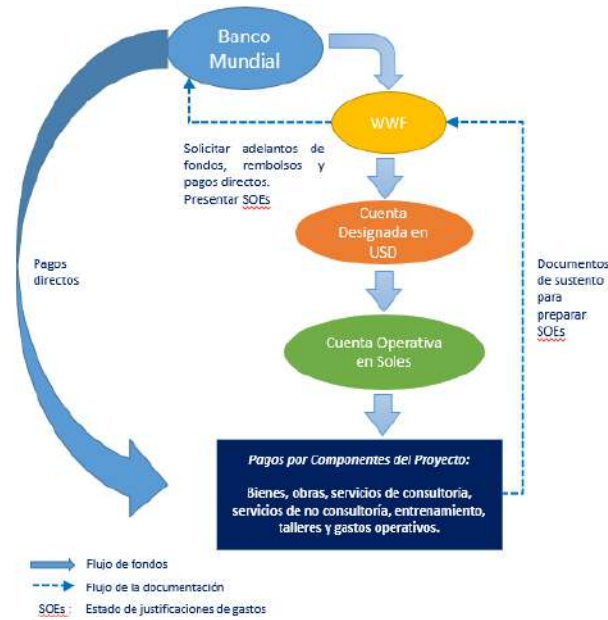 Banco
Mundial
WWF
Solicitar adelantos de
fondos, rembolsos y
pagos directos.
Presentar SOEs
Cuenta
Designada en
USD
Pagos
directos
Documentos
de sustento
para
preparar
SOEs
Cuenta Operativa
en Soles
Pagos por Componentes del Proyecto:
Bienes, obras, servicios de consultoría,
servicios de no consultoría, entrenamiento,
talleres y gastos operativos.
Flujo de fondos
Flujo de la documentación
SOEs : Estado de justificaciones de gastos